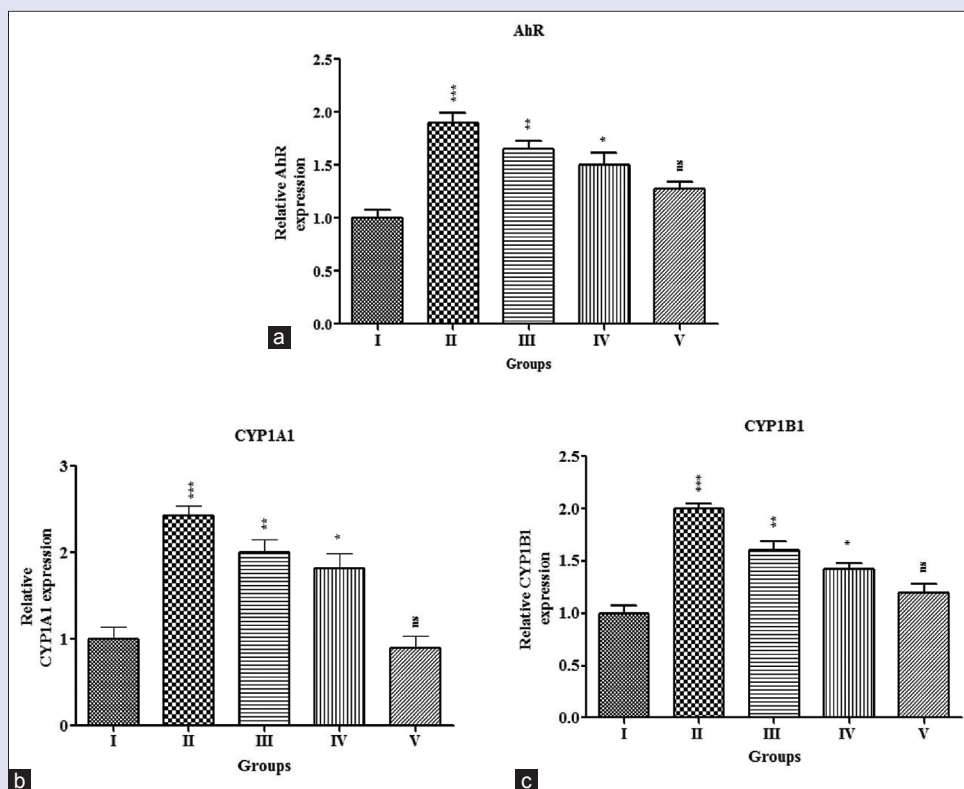 AhR
2.5
2.0
1.5
1.0
0.5
0.0
Relative AhR
expression
***
**
*
ns
I II III IV V
Groups
a
CYP1A1
3
2
1
0
Relative
CYP1A1 expression
***
**
*
ns
I II III IV V
Groups
b
CYP1B1
2.5
2.0
1.5
1.0
0.5
0.0
Relative CYP1B1
expression
***
**
*
ns
I II III IV V
Groups
c